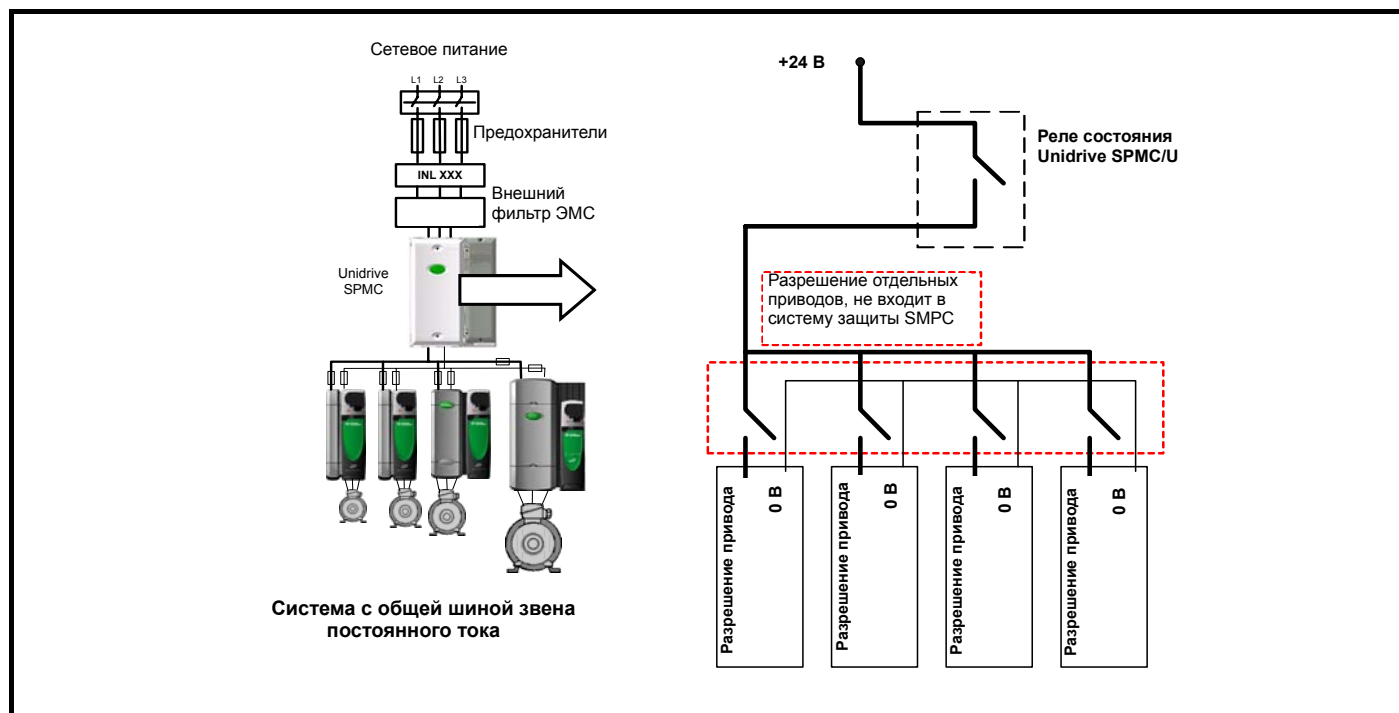 Сетевое питание
L1 L2 L3
Предохранители
INL XXX
Внешний
фильтр ЭМС
Unidrive
SPMC
Система с общей шиной звена
постоянного тока
+24 В
Реле состояния
Unidrive SPMC/U
Разрешение отдельных
приводов, не входит в
систему защиты SMPC
Разрешение привода
0 В
Разрешение привода
0 В
Разрешение привода
0 В
Разрешение привода
0 В